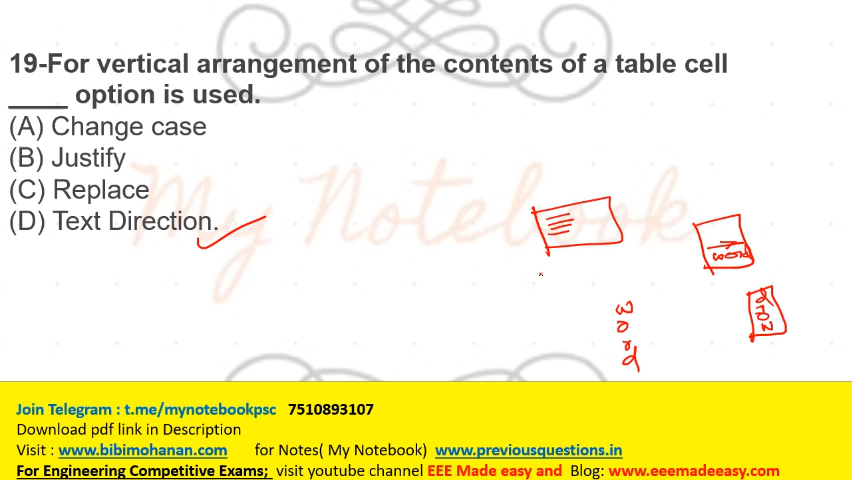 19-For vertical arrangement of the contents of a table cell
____ option is used.
(A) Change case
(B) Justify
(C) Replace
(D) Text Direction.
My Notebook
Join Telegram : t.me/mynotebookpsc 7510893107
Download pdf link in Description
Visit : www.bibimohanan.com for Notes( My Notebook) www.previousquestions.in
For Engineering Competitive Exams; visit youtube channel EEE Made easy and Blog: www.eeemadeeasy.com